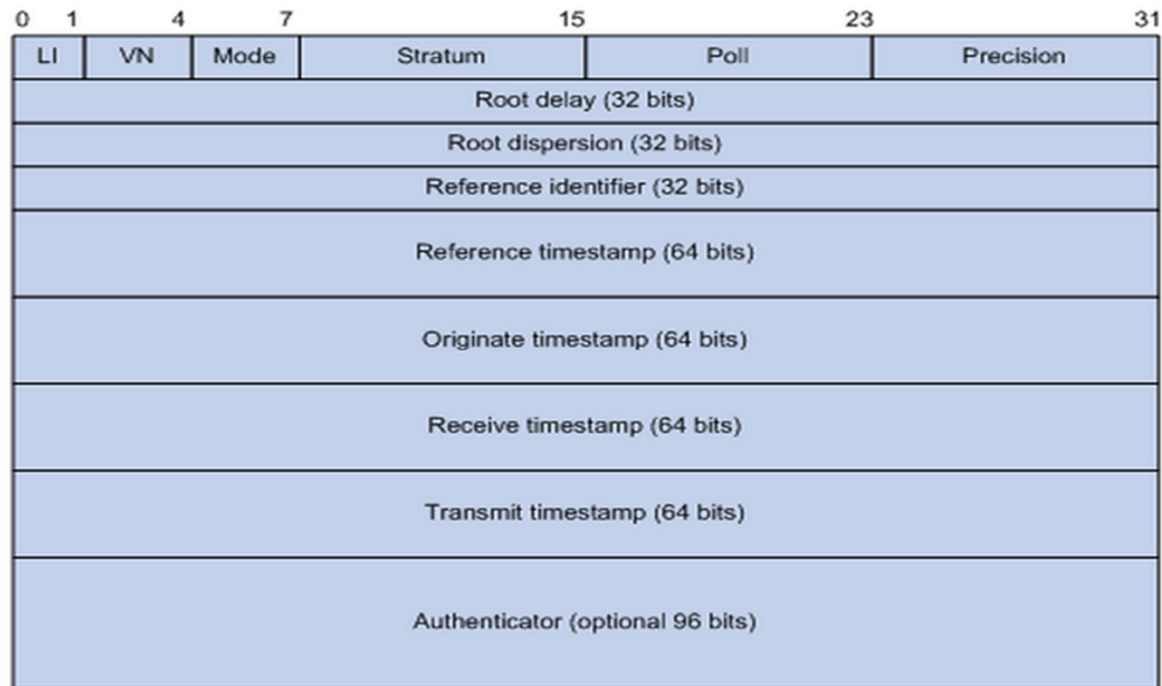 0 1 4 7 15 23 31
LI VN Mode Stratum Poll Precision
Root delay (32 bits)
Root dispersion (32 bits)
Reference identifier (32 bits)
Reference timestamp (64 bits)
Originate timestamp (64 bits)
Receive timestamp (64 bits)
Transmit timestamp (64 bits)
Authenticator (optional 96 bits)